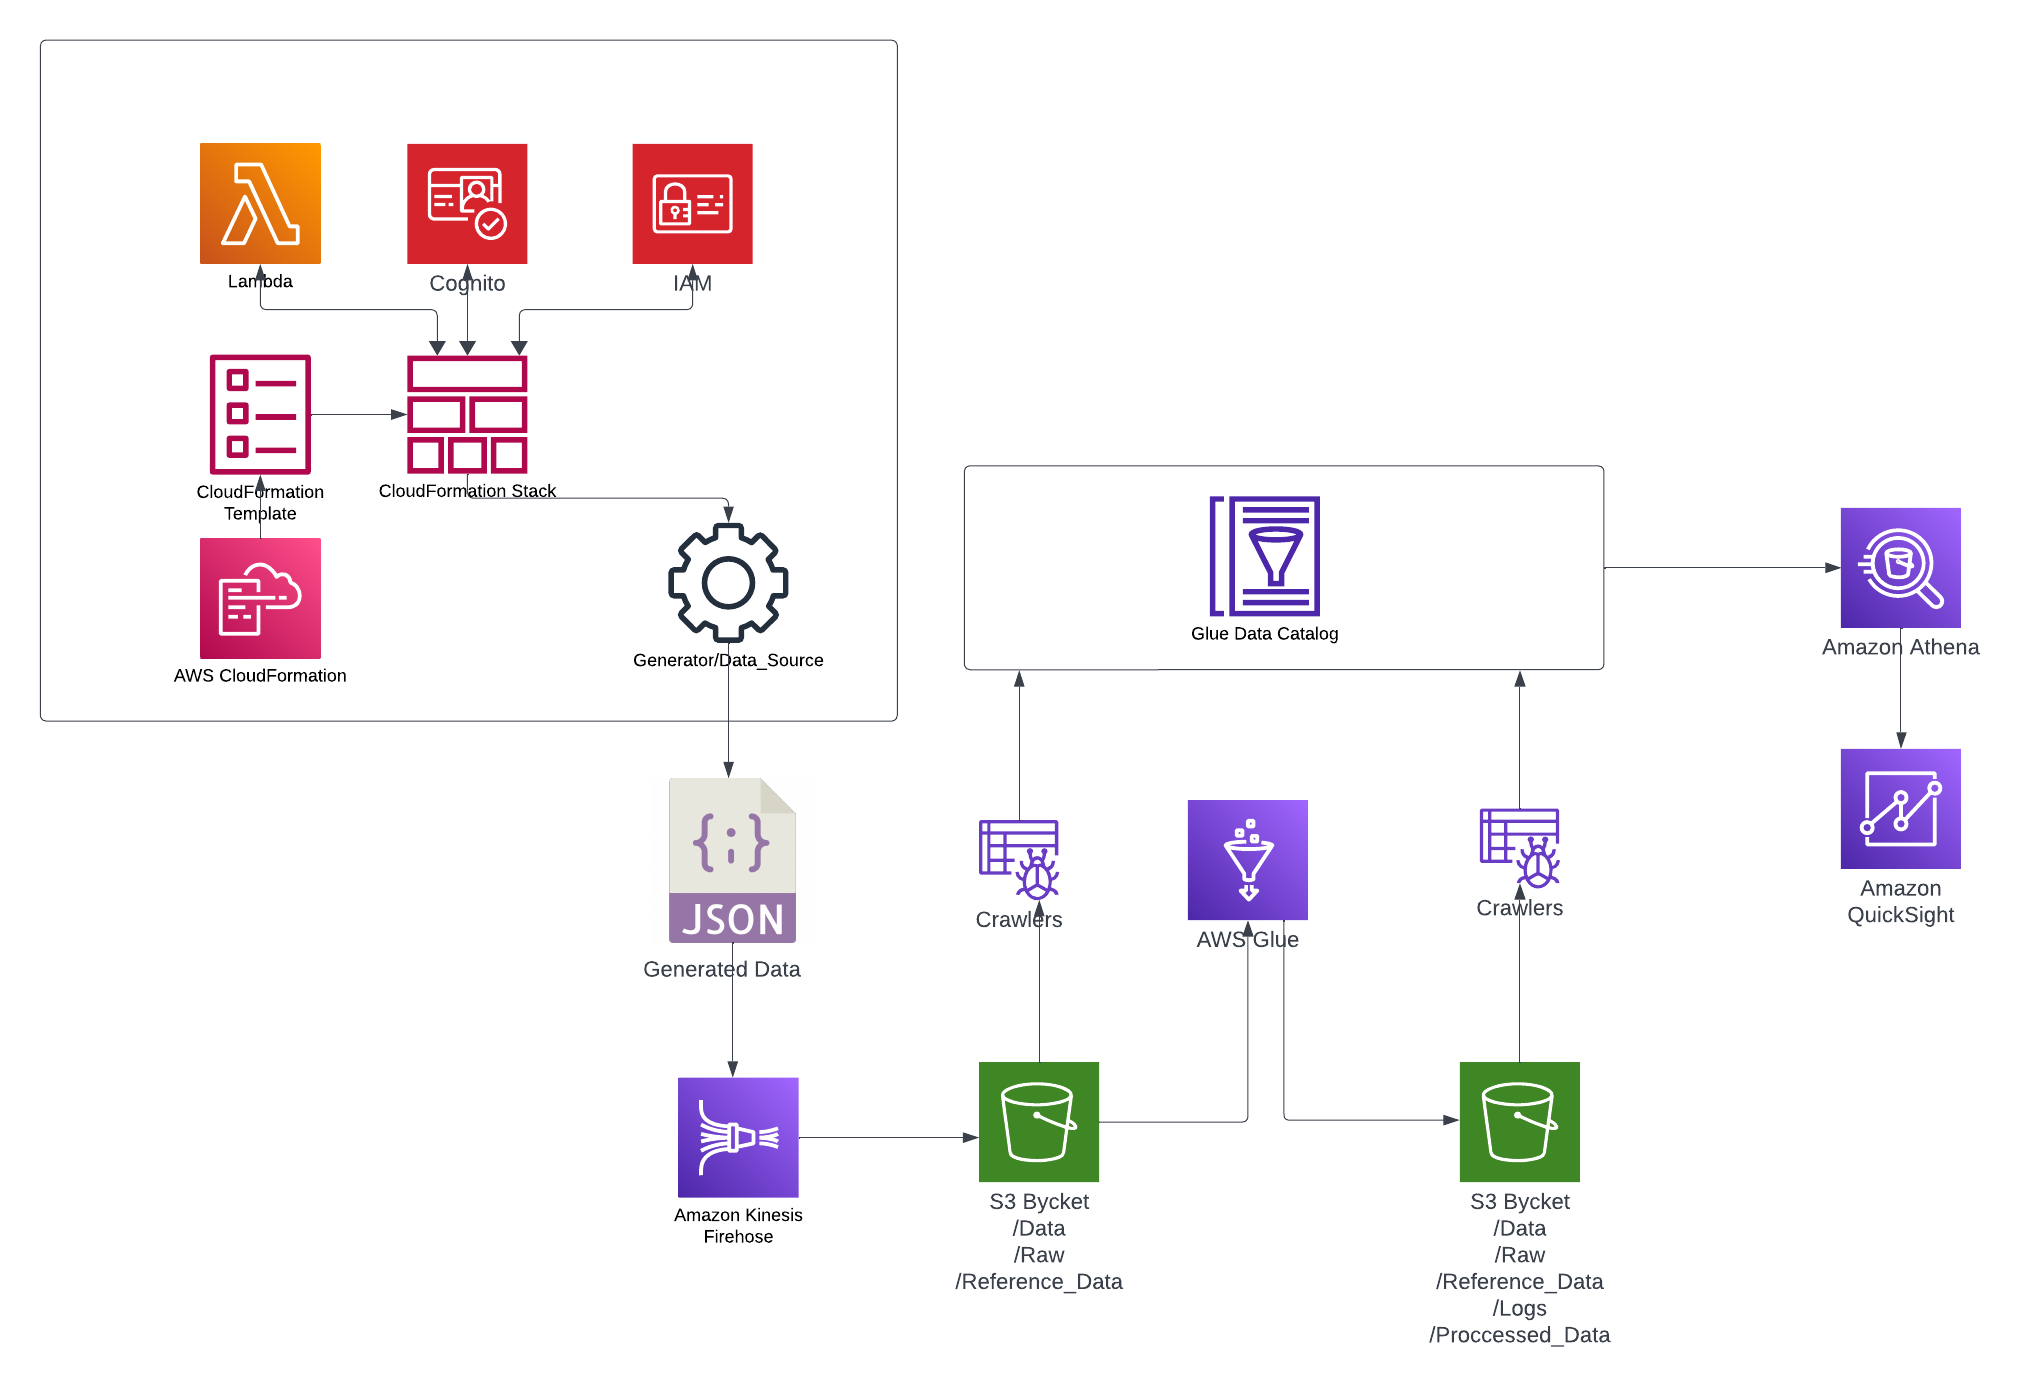 Lambda
Cognito
IAM
CloudFormation
Template
CloudFormation Stack
AWS CloudFormation
Generator/Data_Source
{;}
JSON
Generated Data
Amazon Kinesis
Firehose
Glue Data Catalog
Crawlers
AWS Glue
Crawlers
S3 Bycket
/Data
/Raw
/Reference_Data
S3 Bycket
/Data
/Raw
/Reference_Data
/Logs
/Proccessed_Data
Amazon Athena
Amazon
QuickSight